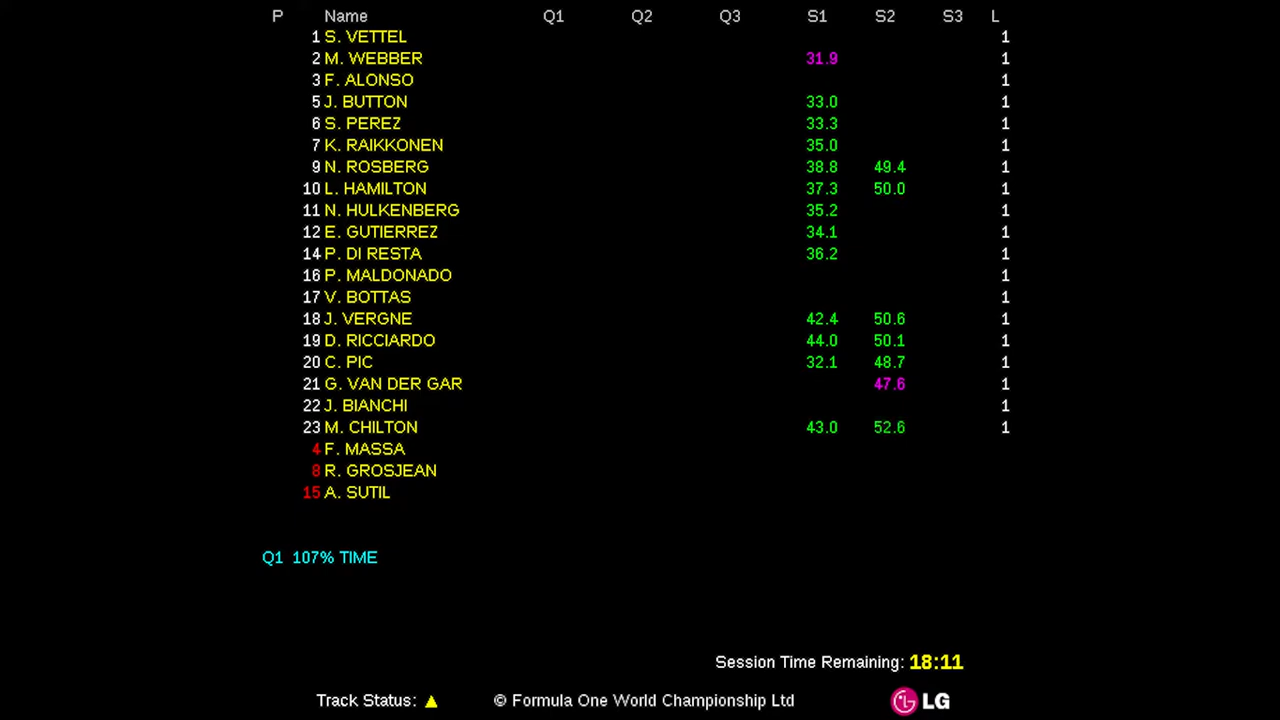 P Name Q1 Q2 Q3 S1 S2 S3 L
1 S. VETTEL 1
2 M. WEBBER 31.9 1
3 F. ALONSO 1
5 J. BUTTON 33.0 1
6 S. PEREZ 33.3 1
7 K. RAIKKONEN 35.0 1
9 N. ROSBERG 38.8 49.4 1
10 L. HAMILTON 37.3 50.0 1
11 N. HULKENBERG 35.2 1
12 E. GUTIERREZ 34.1 1
14 P. DI RESTA 36.2 1
16 P. MALDONADO 1
17 V. BOTTAS 1
18 J. VERGNE 42.4 50.6 1
19 D. RICCIARDO 44.0 50.1 1
20 C. PIC 32.1 48.7 1
21 G. VAN DER GAR 47.6 1
22 J. BIANCHI 1
23 M. CHILTON 43.0 52.6 1
4 F. MASSA
8 R. GROSJEAN
15 A. SUTIL
Q1 107% TIME
Session Time Remaining: 18:11
Track Status: © Formula One World Championship Ltd LG